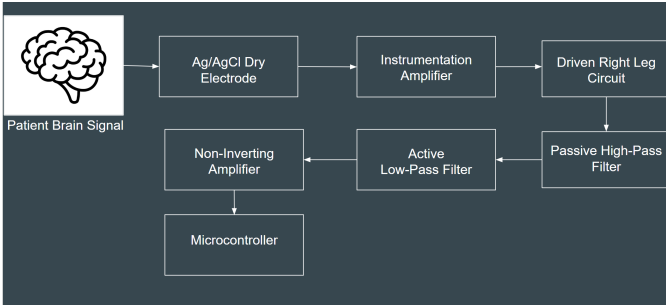 Patient Brain Signal
Ag/AgCl Dry
Electrode
Instrumentation
Amplifier
Driven Right Leg
Circuit
Passive High-Pass
Filter
Active
Low-Pass Filter
Non-Inverting
Amplifier
Microcontroller